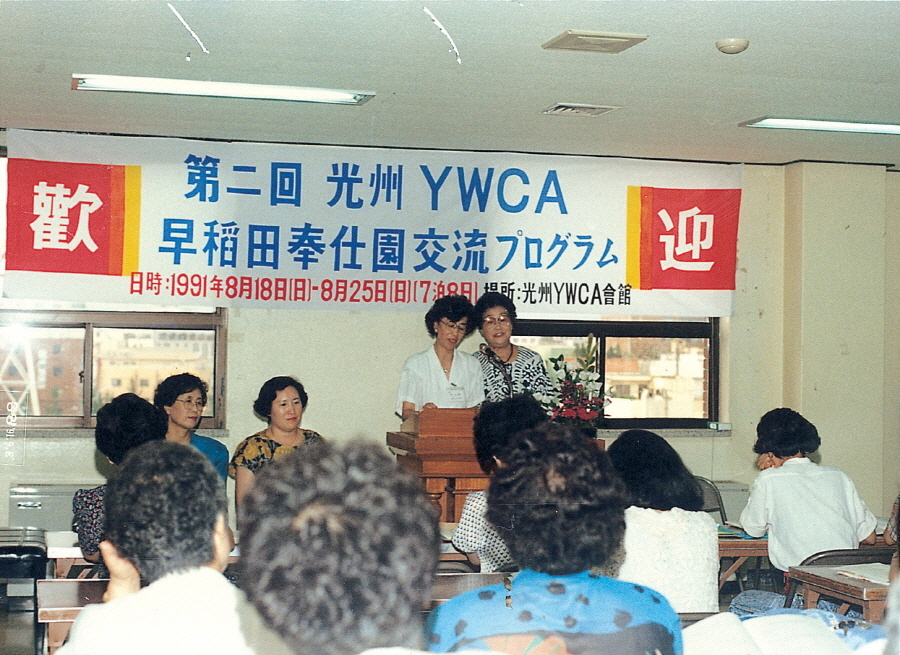 歡 第二回 光州 YWCA 迎
早稲田奉仕園交流プログラム
日時:1991年8月18日(日)-8月25日(日)(7泊8日) 場所:光州YWCA會館